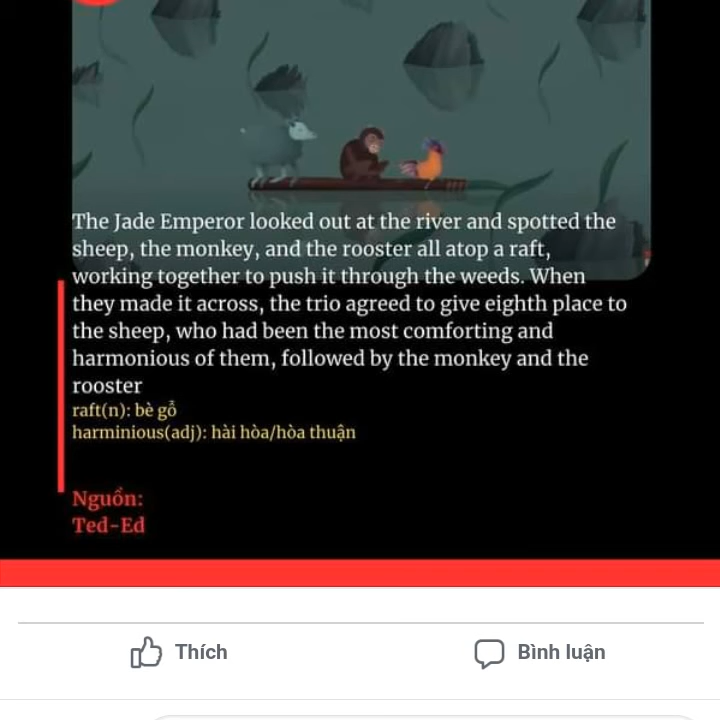 The Jade Emperor looked out at the river and spotted the
sheep, the monkey, and the rooster all atop a raft,
working together to push it through the weeds. When
they made it across, the trio agreed to give eighth place to
the sheep, who had been the most comforting and
harmonious of them, followed by the monkey and the
rooster
raft(n): bè gỗ
harminious(adj): hài hòa/hòa thuận
Nguồn:
Ted-Ed
Thích
Bình luận